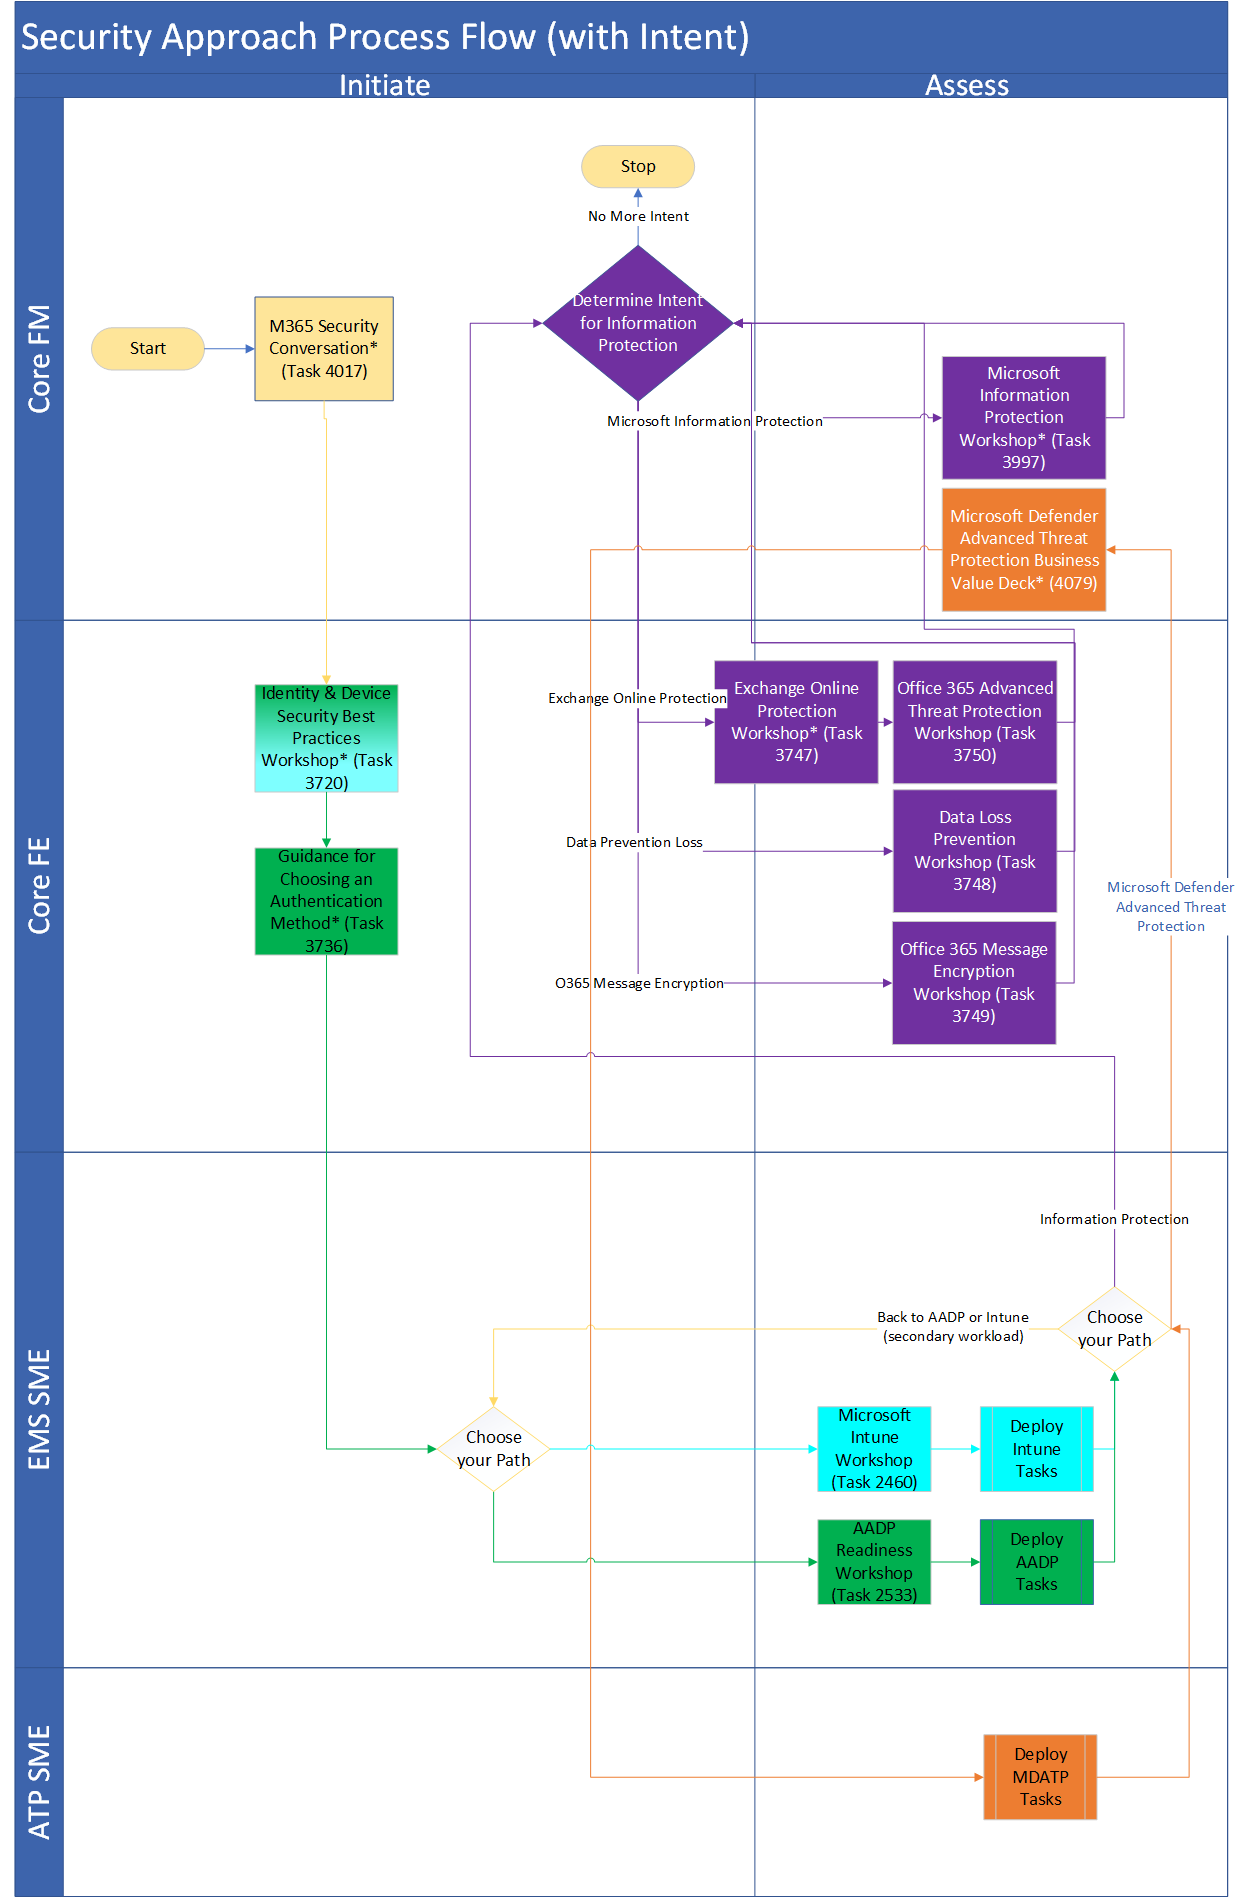 Security Approach Process Flow (with Intent)
Initiate
Assess
Core FM
Stop
No More Intent
Determine Intent
for Information
Protection
Start
M365 Security
Conversation*
(Task 4017)
Microsoft Information Protection
Microsoft
Information
Protection
Workshop* (Task
3997)
Microsoft Defender
Advanced Threat
Protection Business
Value Deck* (4079)
Core FE
Identity & Device
Security Best
Practices
Workshop* (Task
3720)
Exchange Online Protection
Exchange Online
Protection
Workshop* (Task
3747)
Office 365 Advanced
Threat Protection
Workshop (Task
3750)
Guidance for
Choosing an
Authentication
Method* (Task
3736)
Data Prevention Loss
Data Loss
Prevention
Workshop (Task
3748)
Microsoft Defender
Advanced Threat
Protection
O365 Message Encryption
Office 365 Message
Encryption
Workshop (Task
3749)
EMS SME
Information Protection
Back to AADP or Intune
(secondary workload)
Choose
your Path
Choose
your Path
Microsoft
Intune
Workshop
(Task 2460)
Deploy
Intune
Tasks
AADP
Readiness
Workshop
(Task 2533)
Deploy
AADP
Tasks
ATP SME
Deploy
MDATP
Tasks